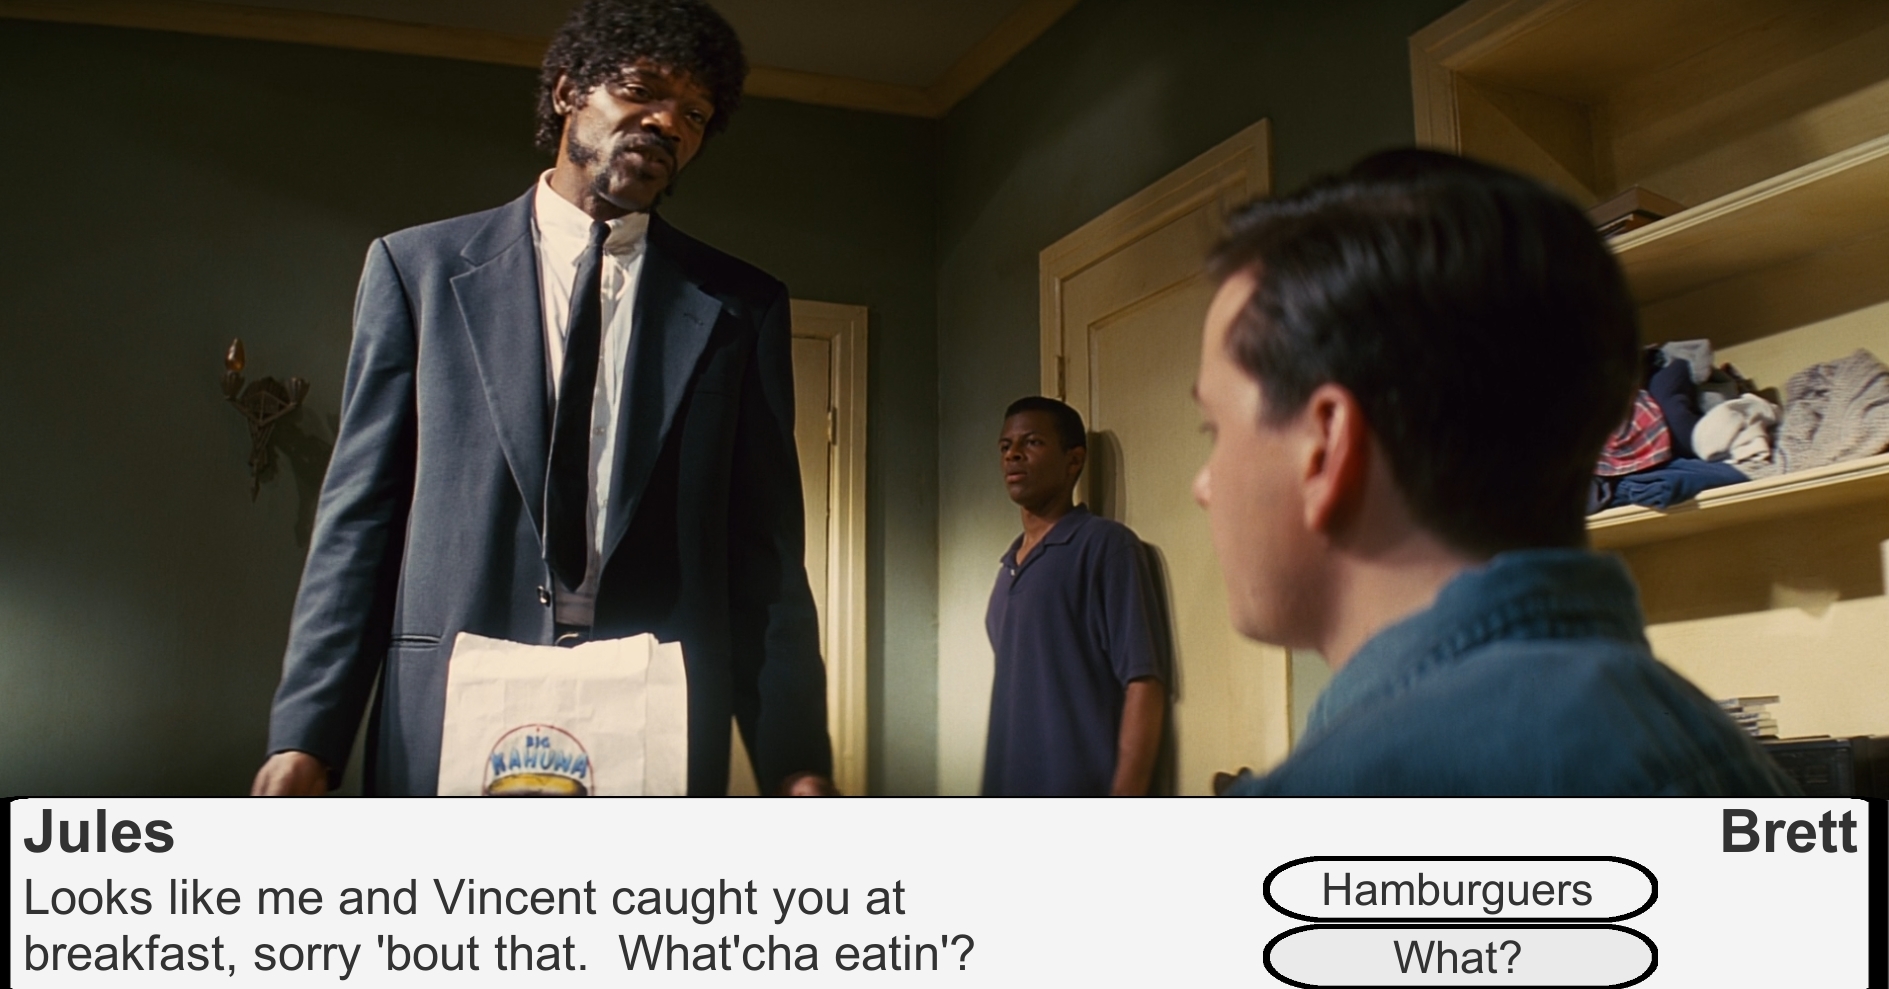 BIG
KAHUNA
Jules
Brett
Looks like me and Vincent caught you at
breakfast, sorry 'bout that.  What'cha eatin'?
Hamburguers
What?